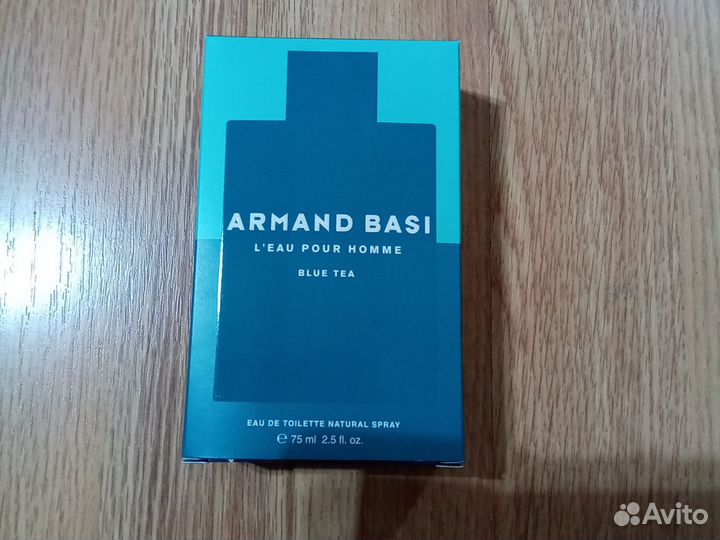 ARMAND BASI
L'EAU POUR HOMME
BLUE TEA
EAU DE TOILETTE NATURAL SPRAY
℮ 75 ml 2.5 fl. oz.
Avito